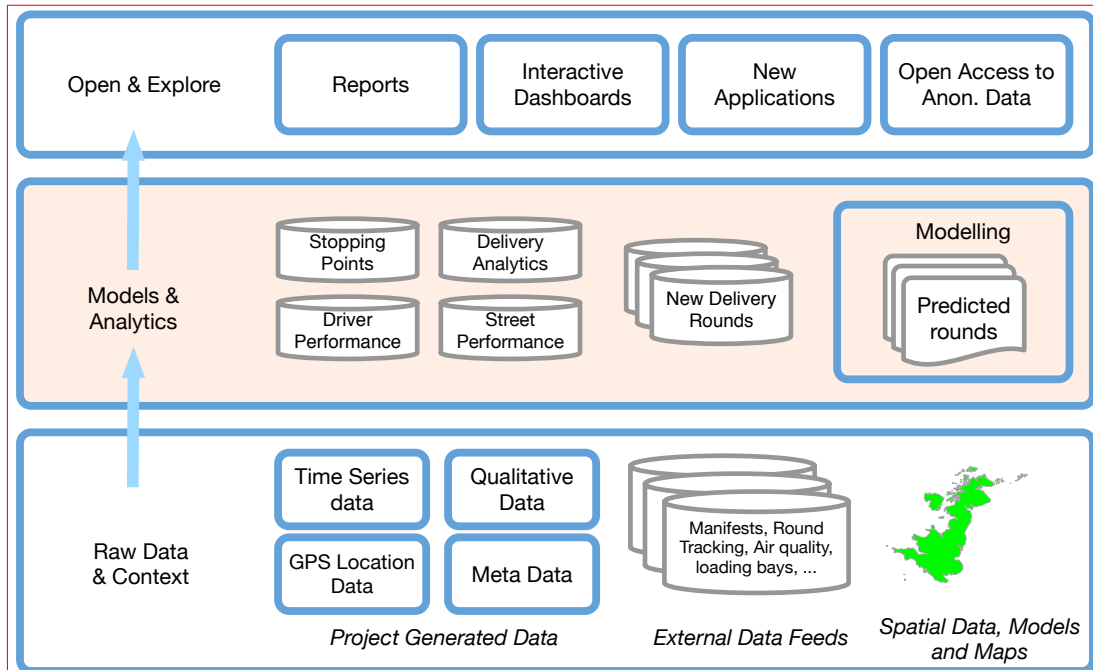 Open & Explore
Reports
Interactive
Dashboards
New
Applications
Open Access to
Anon. Data
Models &
Analytics
Stopping
Points
Delivery
Analytics
Driver
Performance
Street
Performance
New Delivery
Rounds
Modelling
Predicted
rounds
Raw Data
& Context
Time Series
data
Qualitative
Data
GPS Location
Data
Meta Data
Project Generated Data
Manifests, Round
Tracking, Air quality,
loading bays, ...
External Data Feeds
Spatial Data, Models
and Maps